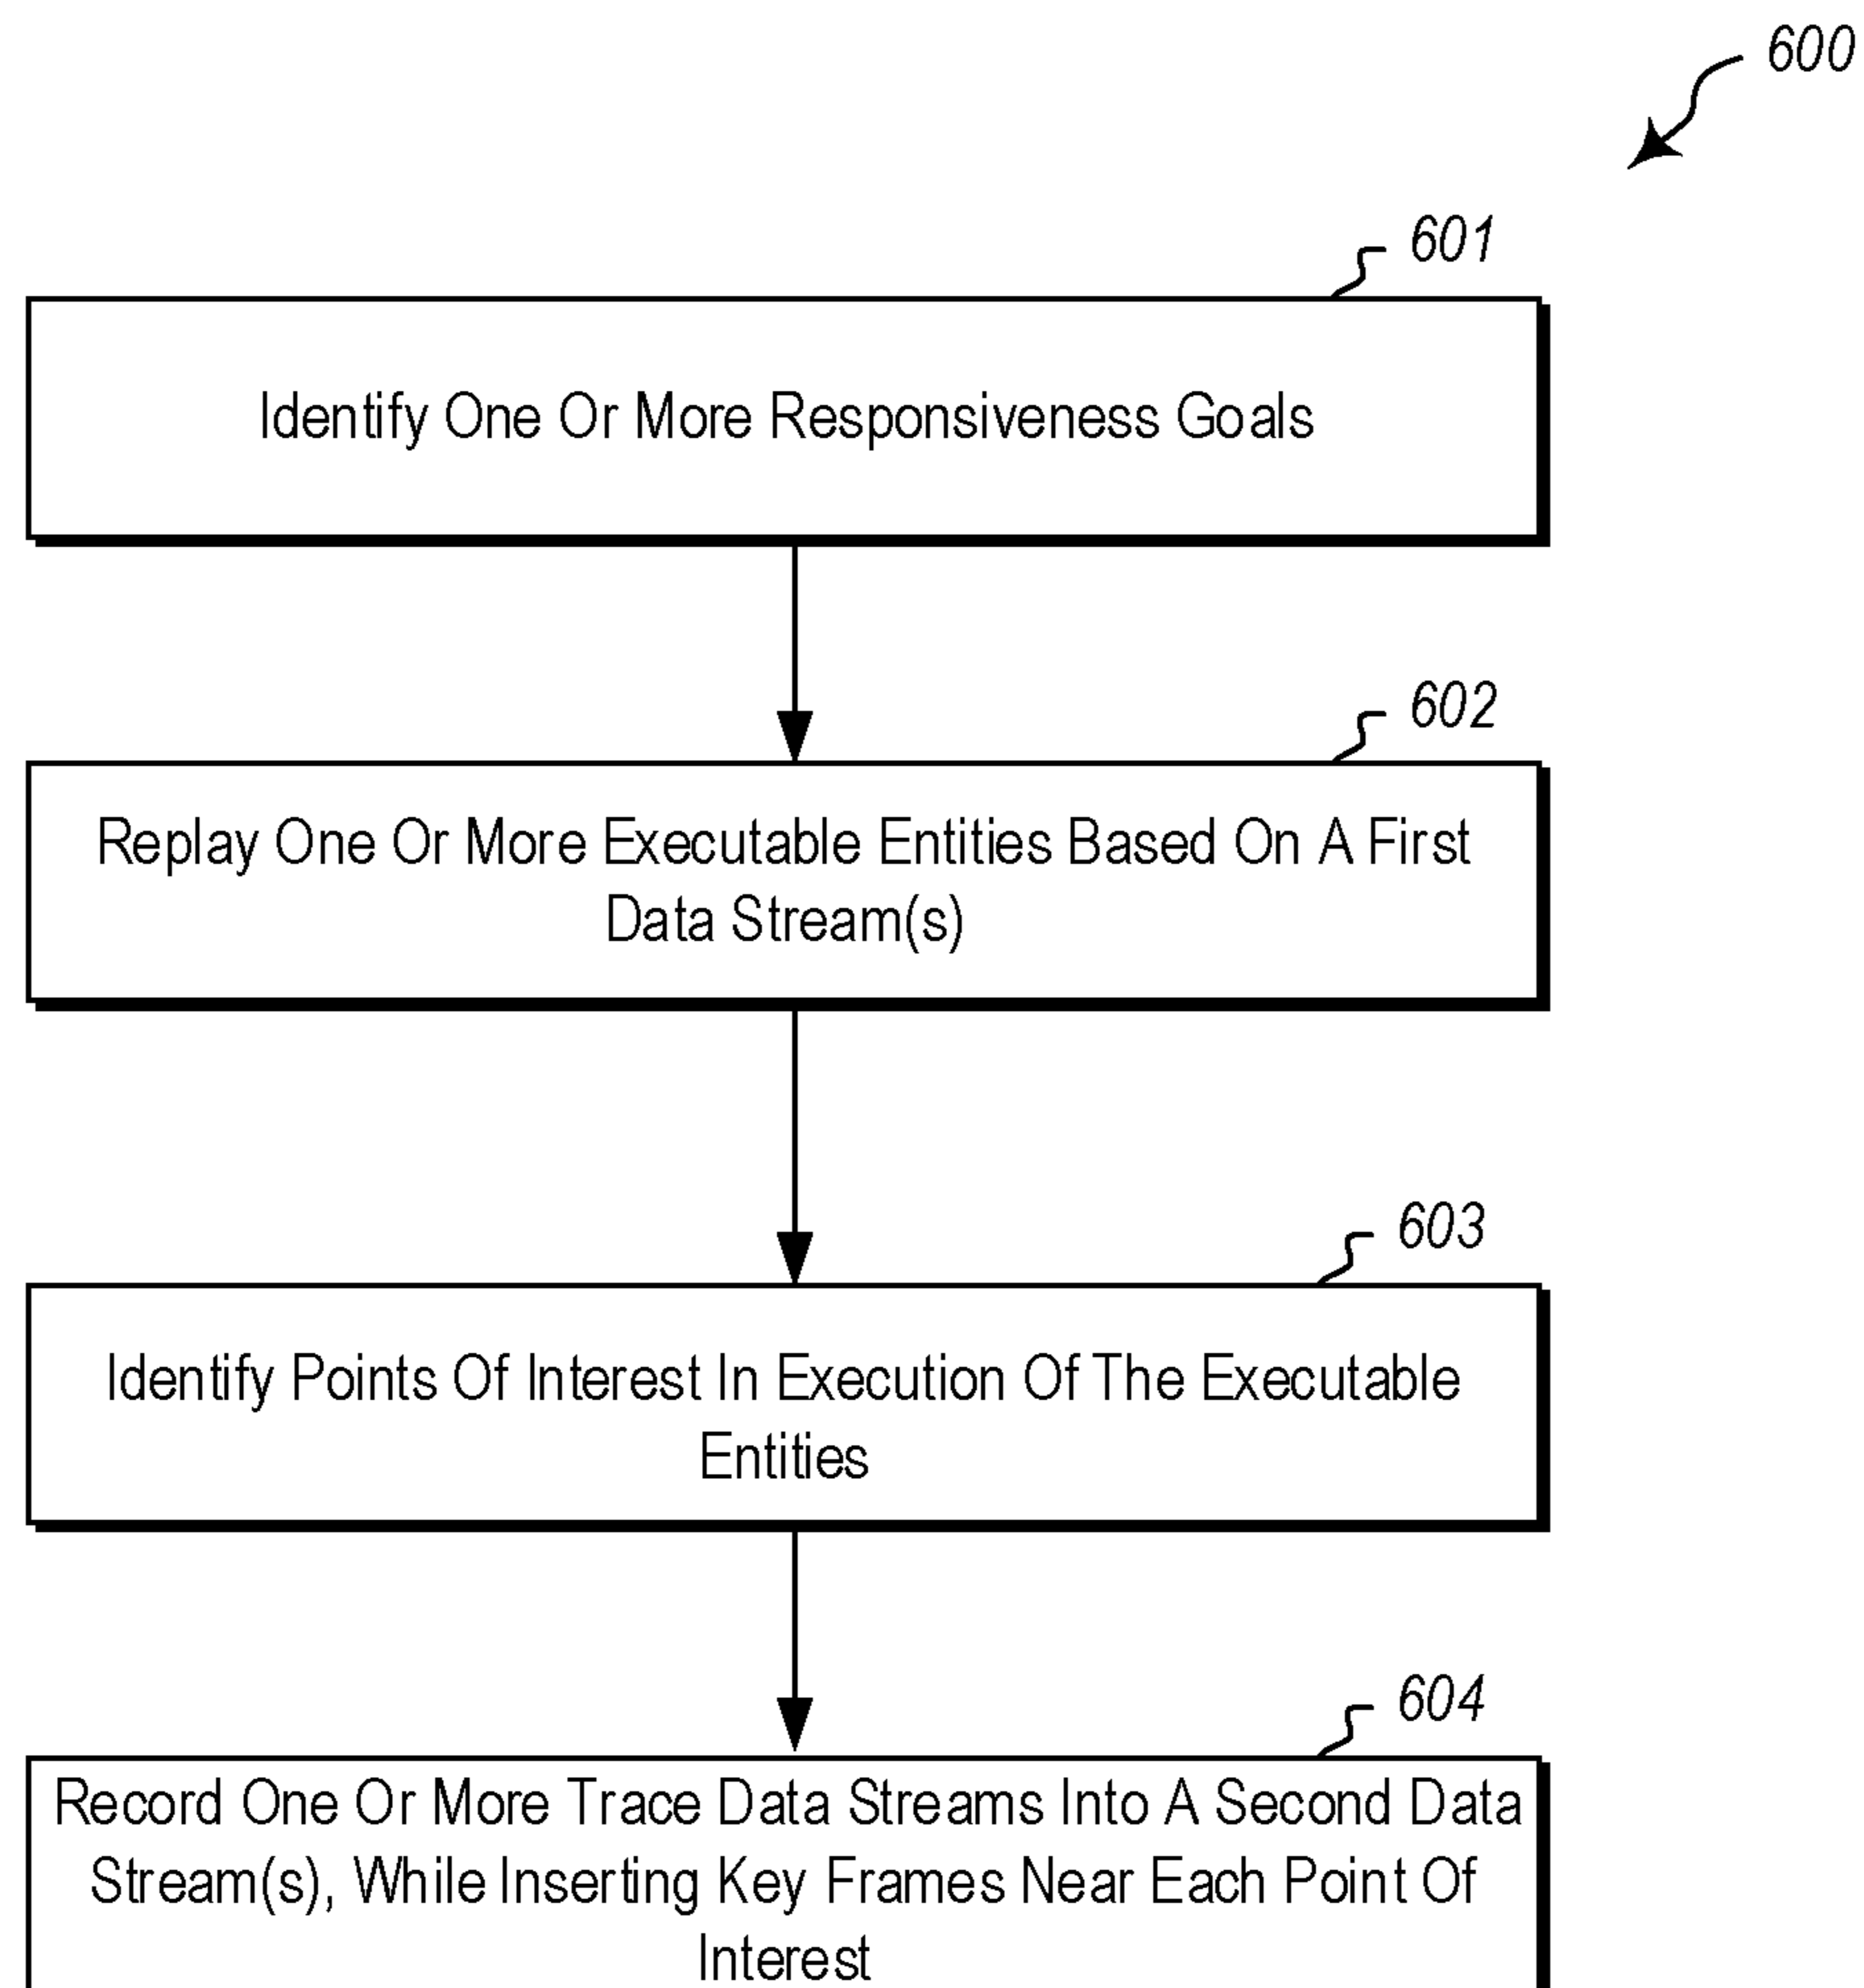 600
601
Identify One Or More Responsiveness Goals
602
Replay One Or More Executable Entities Based On A First
Data Stream(s)
603
Identify Points Of Interest In Execution Of The Executable
Entities
604
Record One Or More Trace Data Streams Into A Second Data
Stream(s), While Inserting Key Frames Near Each Point Of
Interest